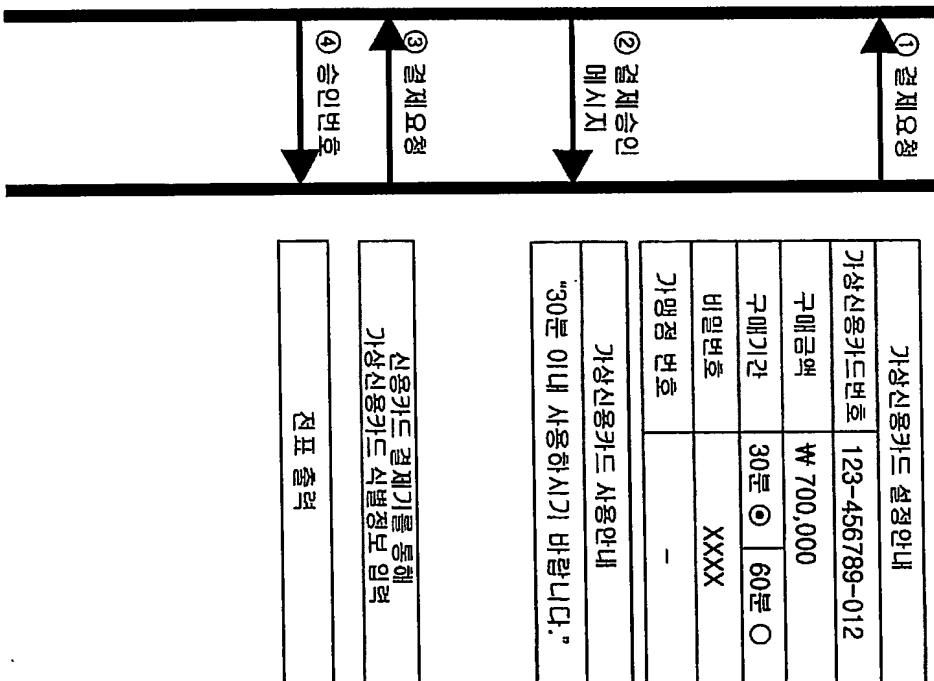 ① 결제요청
② 결제승인
메시지
③ 결제요청
④ 승인번호
가상신용카드 설정안내
가상신용카드번호 123-456789-012
구매금액 ₩ 700,000
구매기간 30분 ⦿ 60분 ○
비밀번호 XXXX
가맹점 번호 -
가상신용카드 사용안내
"30분 이내 사용하시기 바랍니다."
신용카드 결제기를 통해
가상신용카드 식별정보 입력
전표 출력